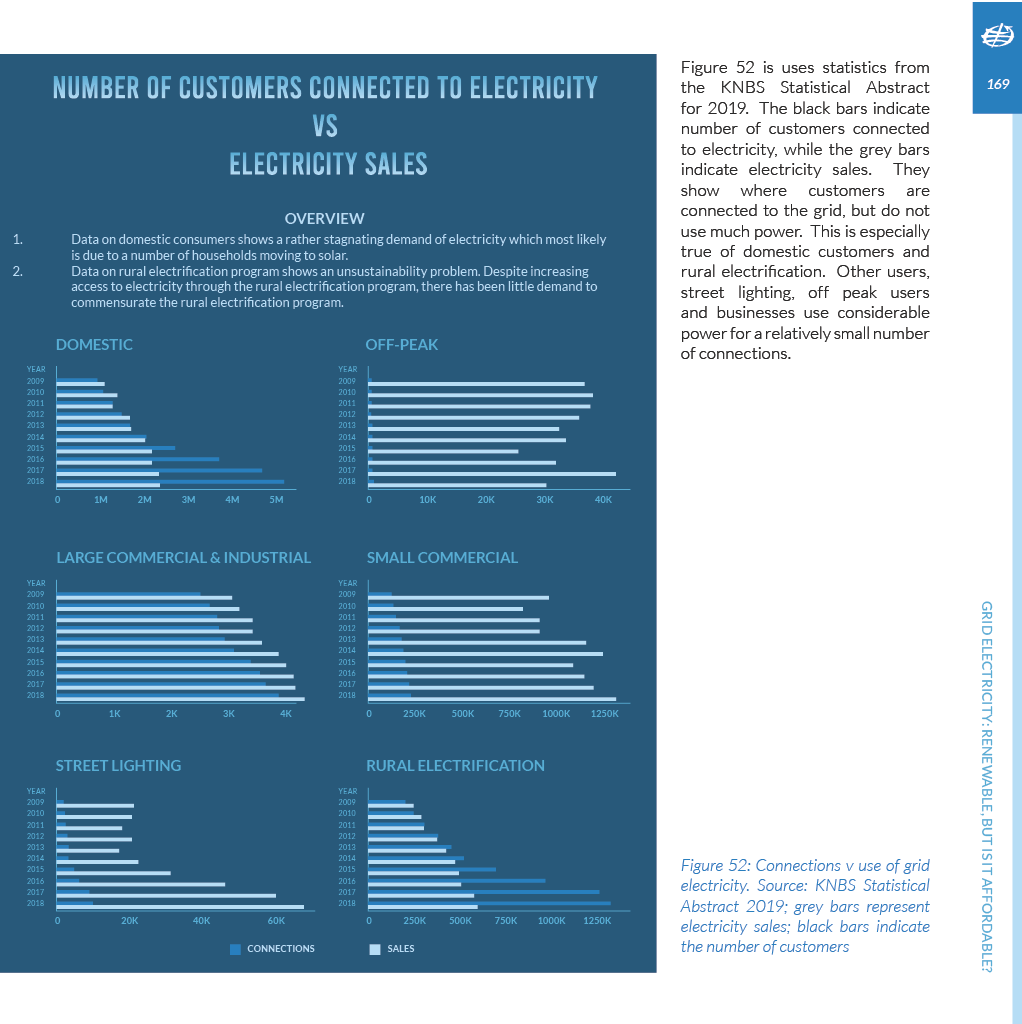 169
NUMBER OF CUSTOMERS CONNECTED TO ELECTRICITY
VS
ELECTRICITY SALES
OVERVIEW
1. Data on domestic consumers shows a rather stagnating demand of electricity which most likely
is due to a number of households moving to solar.
2. Data on rural electrification program shows an unsustainability problem. Despite increasing
access to electricity through the rural electrification program, there has been little demand to
commensurate the rural electrification program.
DOMESTIC
YEAR
2009
2010
2011
2012
2013
2014
2015
2016
2017
2018
0 1M 2M 3M 4M 5M
OFF-PEAK
YEAR
2009
2010
2011
2012
2013
2014
2015
2016
2017
2018
0 10K 20K 30K 40K
LARGE COMMERCIAL & INDUSTRIAL
YEAR
2009
2010
2011
2012
2013
2014
2015
2016
2017
2018
0 1K 2K 3K 4K
SMALL COMMERCIAL
YEAR
2009
2010
2011
2012
2013
2014
2015
2016
2017
2018
0 250K 500K 750K 1000K 1250K
STREET LIGHTING
YEAR
2009
2010
2011
2012
2013
2014
2015
2016
2017
2018
0 20K 40K 60K
RURAL ELECTRIFICATION
YEAR
2009
2010
2011
2012
2013
2014
2015
2016
2017
2018
0 250K 500K 750K 1000K 1250K
CONNECTIONS SALES
Figure 52 is uses statistics from
the KNBS Statistical Abstract
for 2019. The black bars indicate
number of customers connected
to electricity, while the grey bars
indicate electricity sales. They
show where customers are
connected to the grid, but do not
use much power. This is especially
true of domestic customers and
rural electrification. Other users,
street lighting, off peak users
and businesses use considerable
power for a relatively small number
of connections.
Figure 52: Connections v use of grid
electricity. Source: KNBS Statistical
Abstract 2019; grey bars represent
electricity sales; black bars indicate
the number of customers
GRID ELECTRICITY: RENEWABLE, BUT IS IT AFFORDABLE?